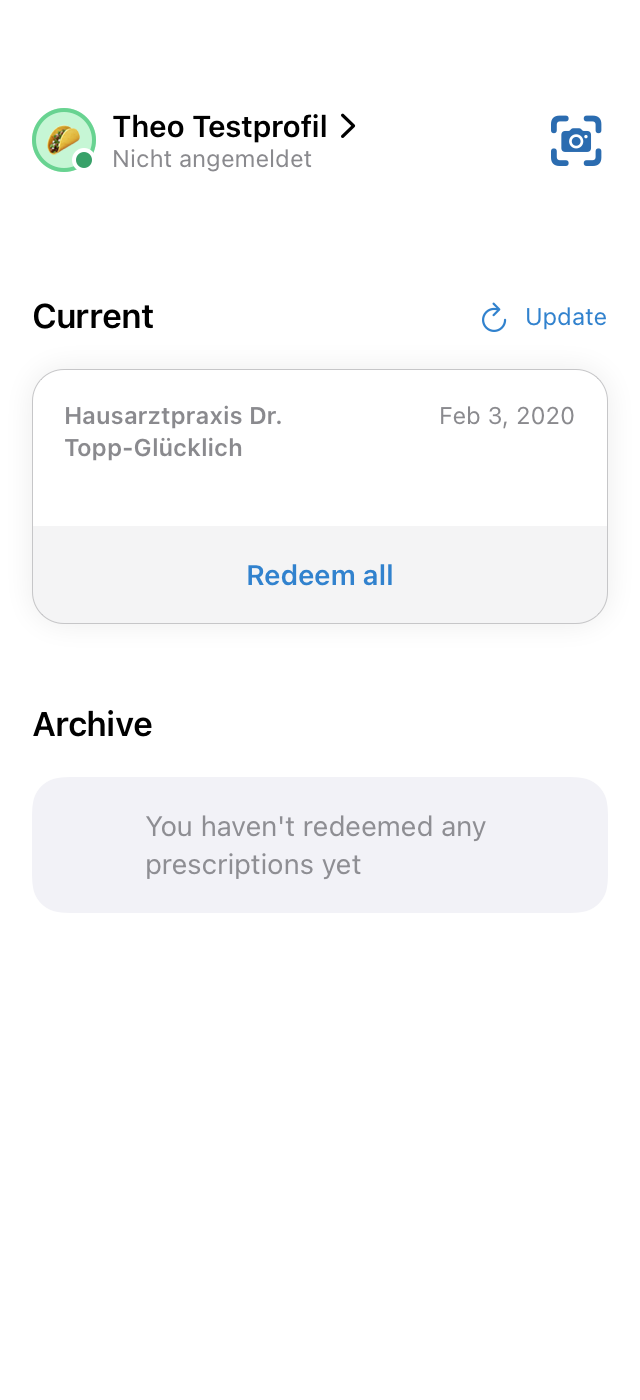 Theo Testprofil
Nicht angemeldet
Current
Update
Hausarztpraxis Dr.
Topp-Glücklich
Feb 3, 2020
Redeem all
Archive
You haven't redeemed any
prescriptions yet